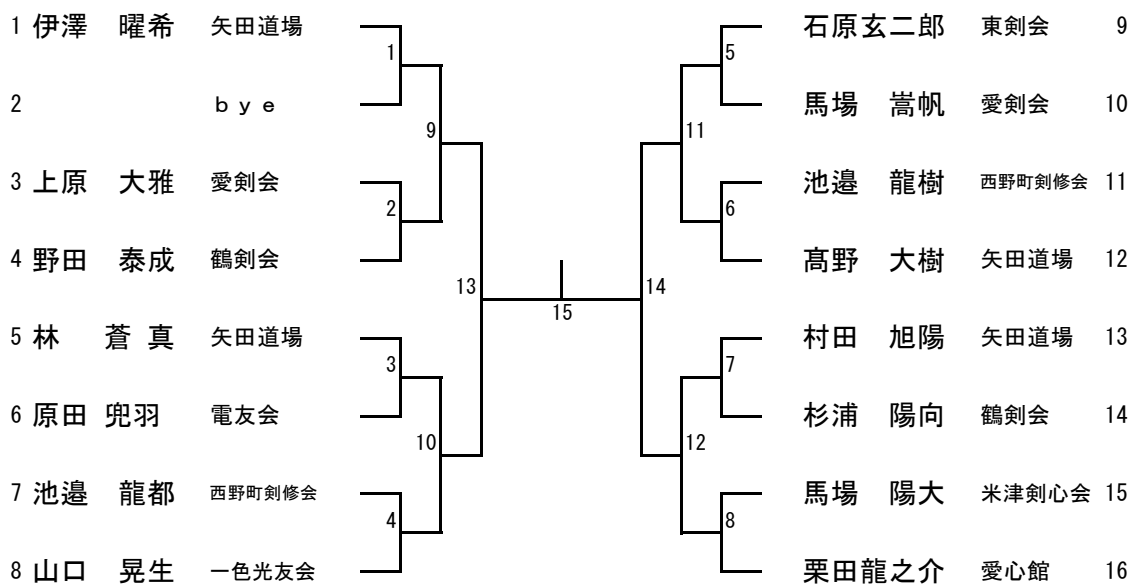 1 伊澤　曜希 矢田道場
2 ｂｙｅ
3 上原　大雅 愛剣会
4 野田　泰成 鶴剣会
5 林　蒼真 矢田道場
6 原田 兜羽 電友会
7 池邉　龍都 西野町剣修会
8 山口　晃生 一色光友会
1
2
3
4
9
10
13
15
14
11
12
5
6
7
8
石原玄二郎 東剣会 9
馬場　嵩帆 愛剣会 10
池邉　龍樹 西野町剣修会 11
髙野　大樹 矢田道場 12
村田　旭陽 矢田道場 13
杉浦　陽向 鶴剣会 14
馬場　陽大 米津剣心会 15
栗田龍之介 愛心館 16